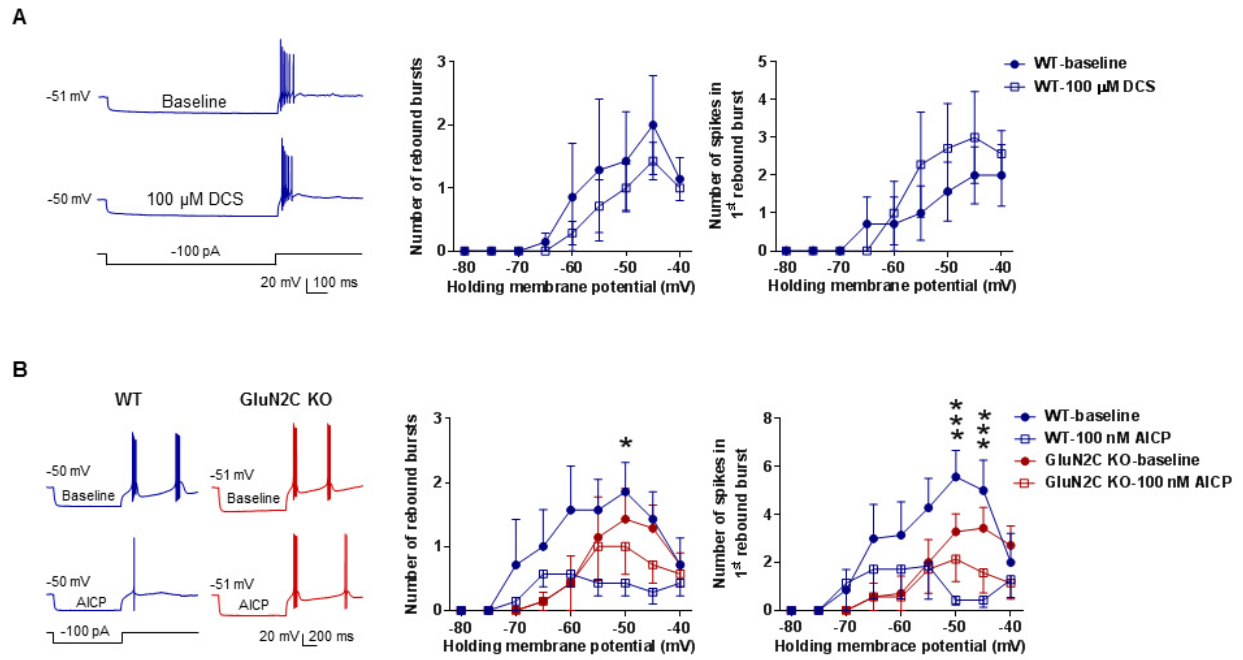 A
-51 mV
Baseline
-50 mV
100 µM DCS
-100 pA
20 mV
100 ms
Number of rebound bursts
3
2
1
0
-80
-70
-60
-50
-40
Holding membrane potential (mV)
Number of spikes in
1st rebound burst
5
4
3
2
1
0
-80
-70
-60
-50
-40
Holding membrane potential (mV)
WT-baseline
WT-100 µM DCS
B
WT
GluN2C KO
-50 mV
Baseline
-51 mV
Baseline
-50 mV
AICP
-51 mV
AICP
-100 pA
20 mV
200 ms
Number of rebound bursts
3
2
1
0
*
-80
-70
-60
-50
-40
Holding membrane potential (mV)
Number of spikes in
1st rebound burst
8
6
4
2
0
***
***
-80
-70
-60
-50
-40
Holding membrace potential (mV)
WT-baseline
WT-100 nM AICP
GluN2C KO-baseline
GluN2C KO-100 nM AICP